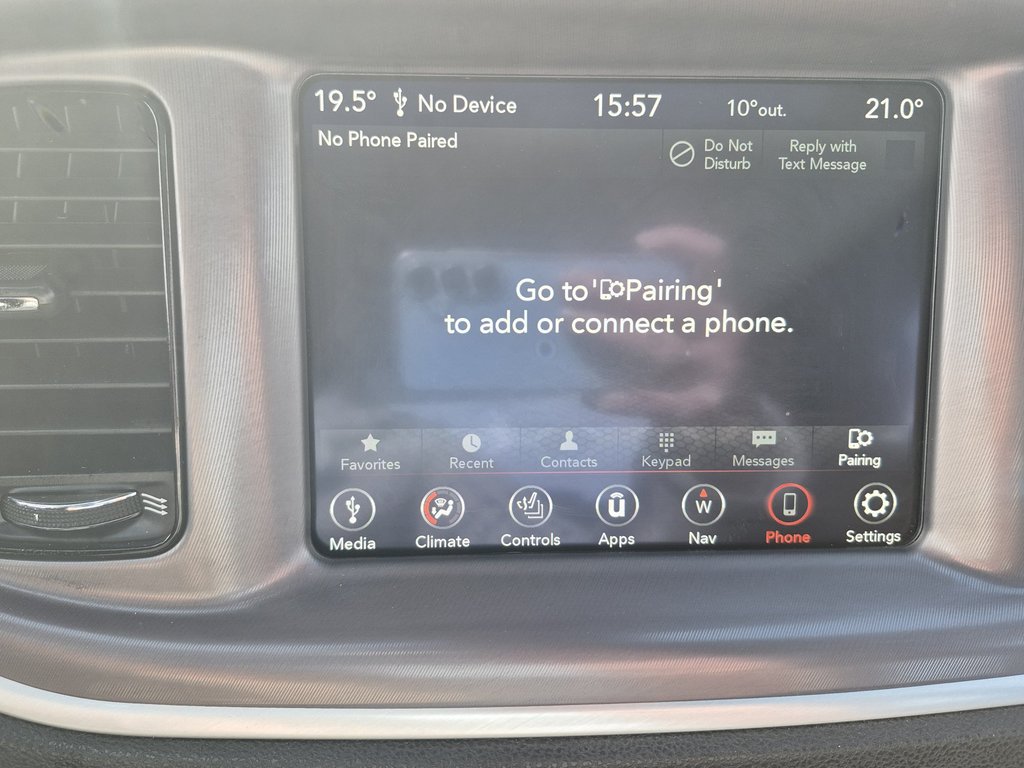 19.5° No Device 15:57 10°out. 21.0°
No Phone Paired
Do Not
Disturb
Reply with
Text Message
Go to 'Pairing'
to add or connect a phone.
Favorites Recent Contacts Keypad Messages Pairing
W
Media Climate Controls Apps Nav Phone Settings